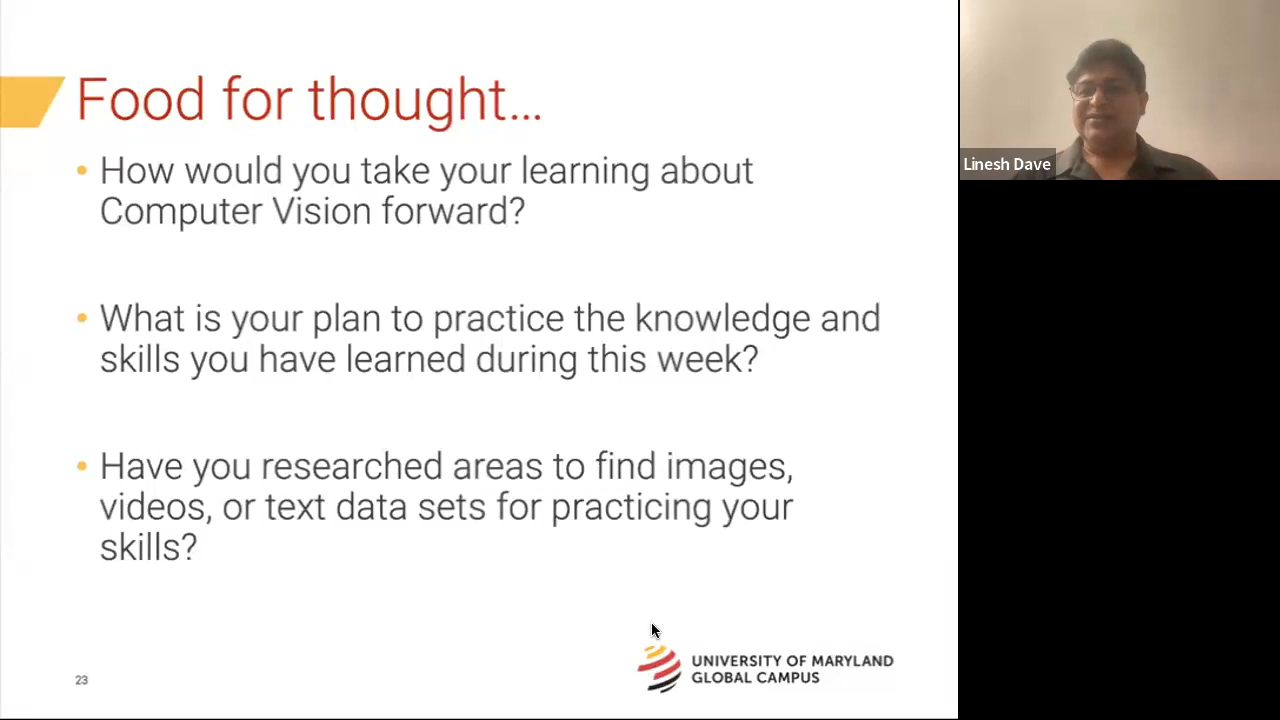 Food for thought...
• How would you take your learning about
Computer Vision forward?
• What is your plan to practice the knowledge and
skills you have learned during this week?
• Have you researched areas to find images,
videos, or text data sets for practicing your
skills?
23
UNIVERSITY OF MARYLAND
GLOBAL CAMPUS
Linesh Dave